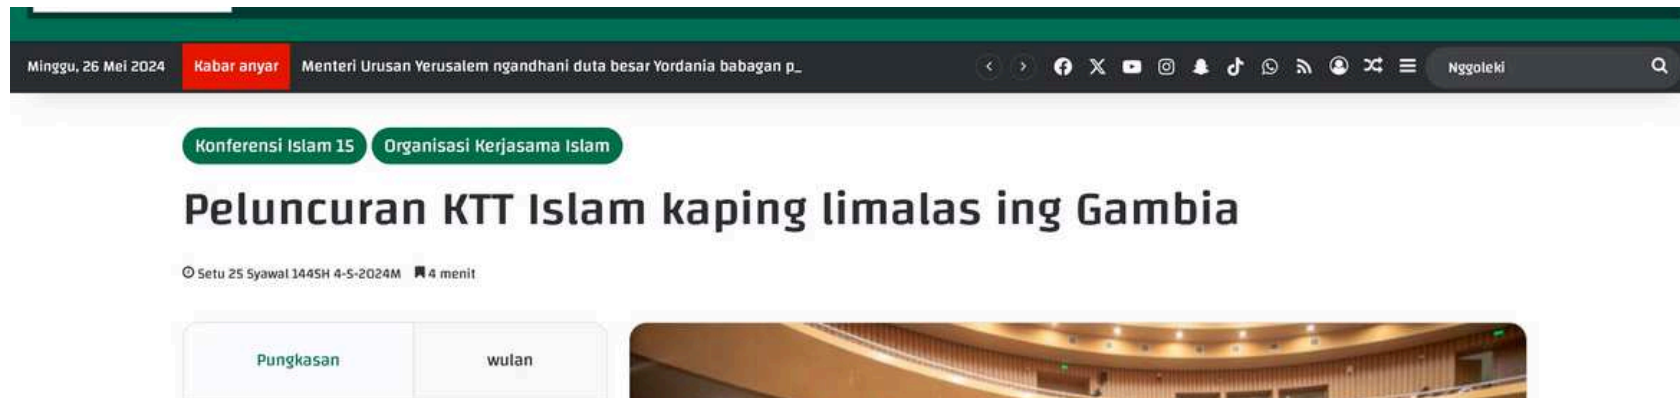 Minggu, 26 Mei 2024 Kabar anyar Menteri Urusan Yerusalem ngandhani duta besar Yordania babagan p_ Nggoleki
Konferensi Islam 15 Organisasi Kerjasama Islam
Peluncuran KTT Islam kaping limalas ing Gambia
Setu 25 Syawal 1445H 4-5-2024M 4 menit
Pungkasan wulan